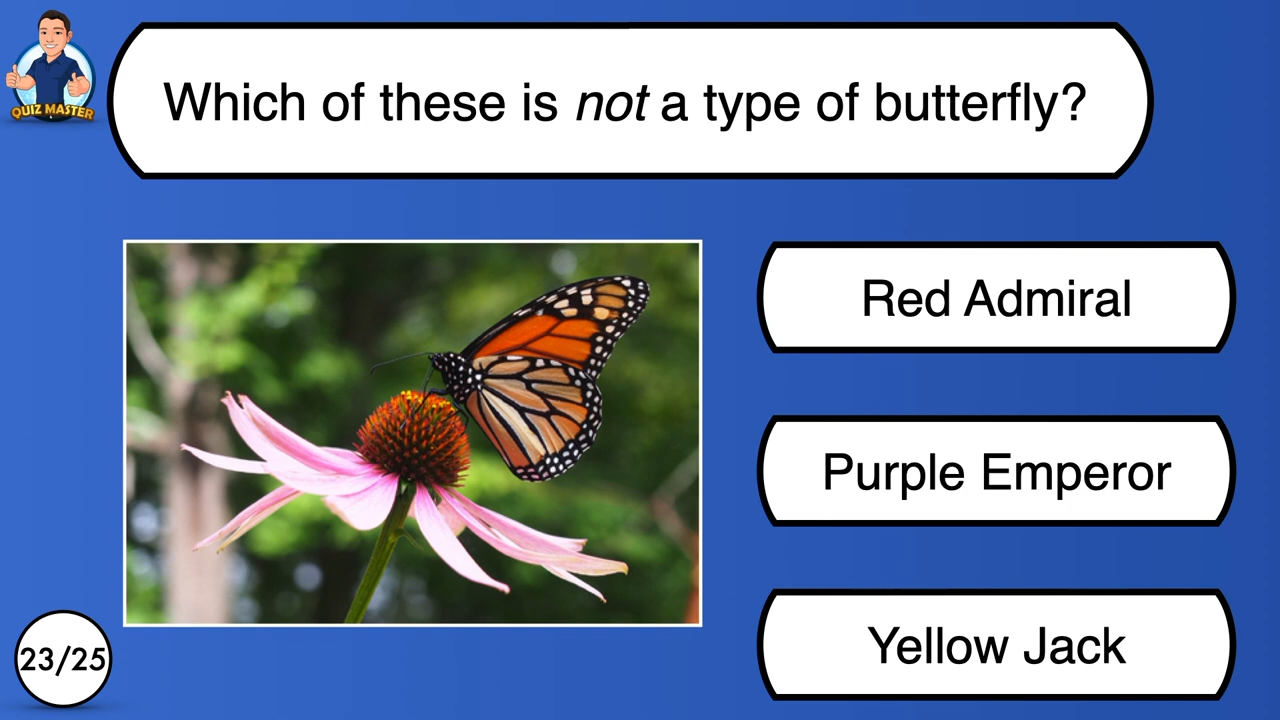 QUIZ MASTER
Which of these is not a type of butterfly?
Red Admiral
Purple Emperor
Yellow Jack
23/25